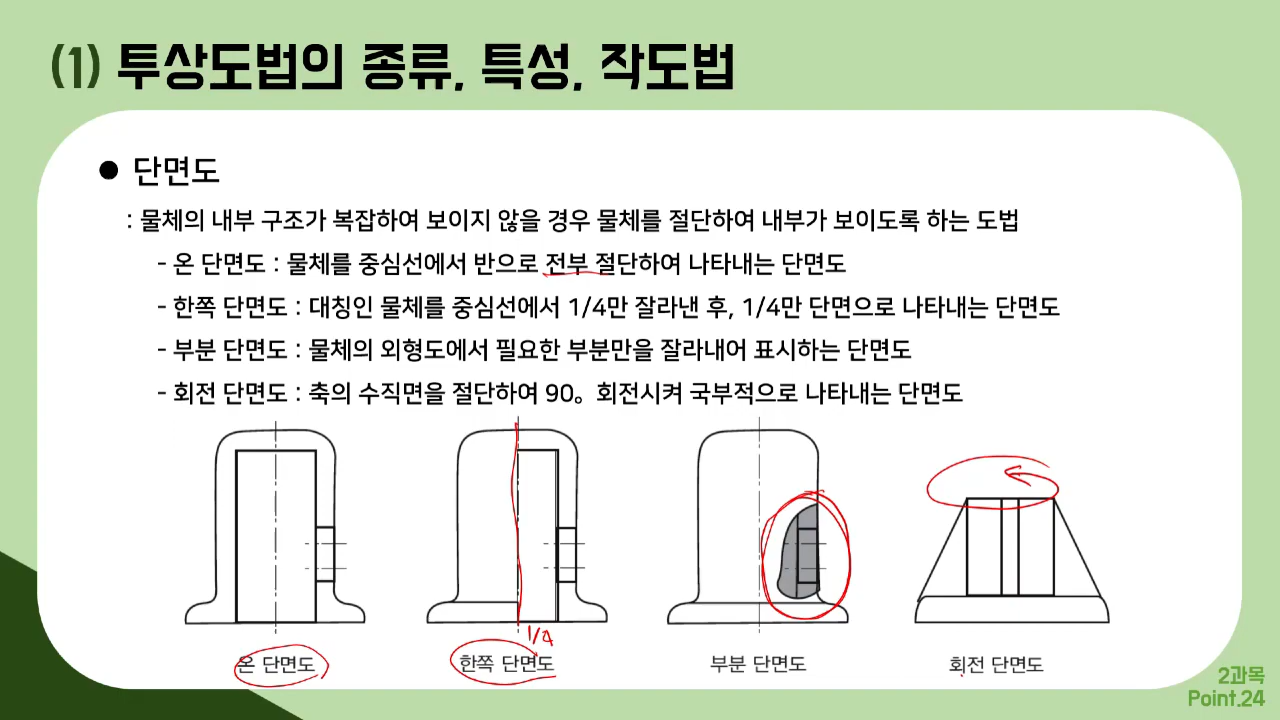 (1) 투상도법의 종류, 특성, 작도법
● 단면도
: 물체의 내부 구조가 복잡하여 보이지 않을 경우 물체를 절단하여 내부가 보이도록 하는 도법
- 온 단면도 : 물체를 중심선에서 반으로 전부 절단하여 나타내는 단면도
- 한쪽 단면도 : 대칭인 물체를 중심선에서 1/4만 잘라낸 후, 1/4만 단면으로 나타내는 단면도
- 부분 단면도 : 물체의 외형도에서 필요한 부분만을 잘라내어 표시하는 단면도
- 회전 단면도 : 축의 수직면을 절단하여 90。 회전시켜 국부적으로 나타내는 단면도
1/4
온 단면도
한쪽 단면도
부분 단면도
회전 단면도
2과목
Point.24